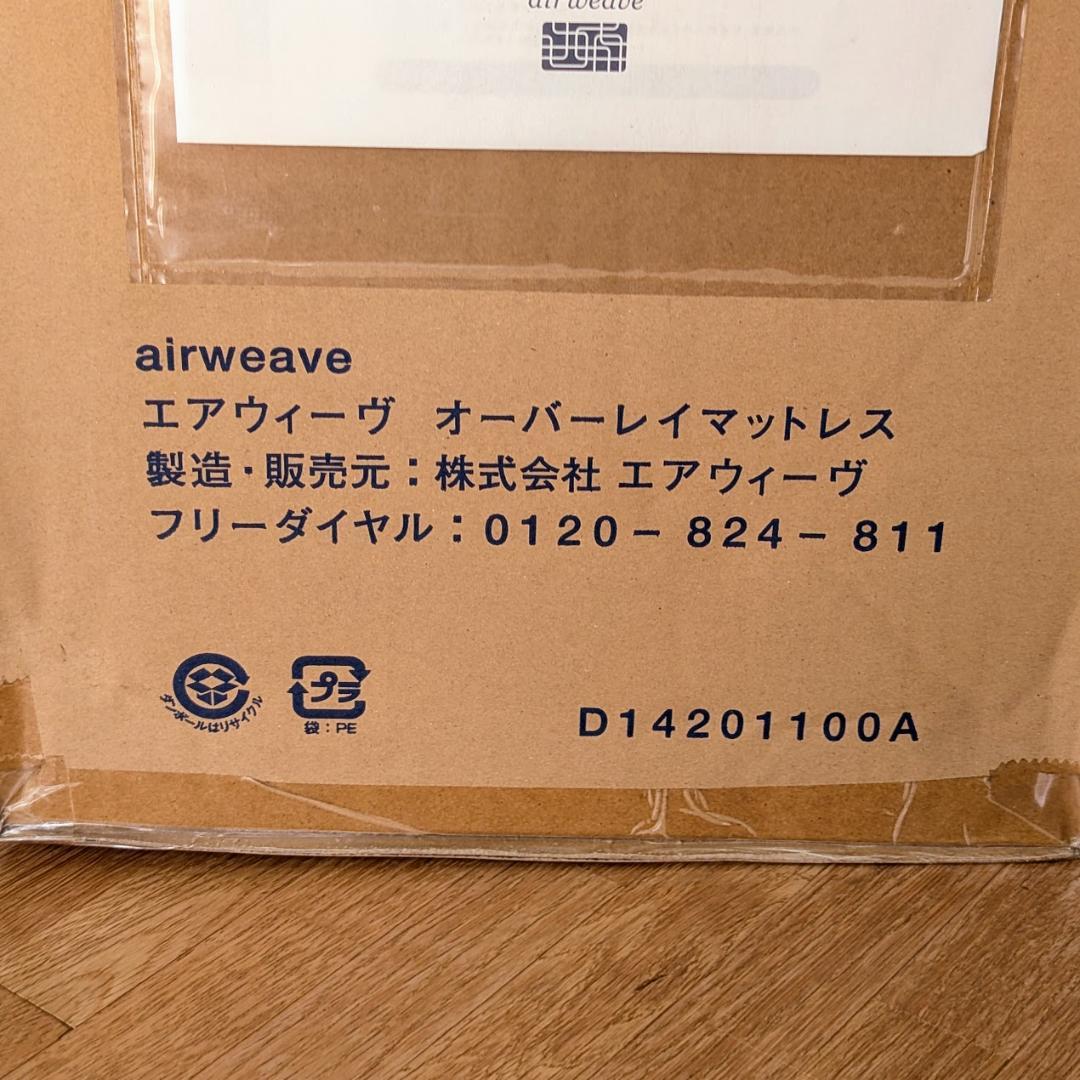 airweave
airweave
エアウィーヴ オーバーレイマットレス
製造・販売元：株式会社 エアウィーヴ
フリーダイヤル：0120－824－811
ダンボールはリサイクル
プラ
袋：PE
D14201100A